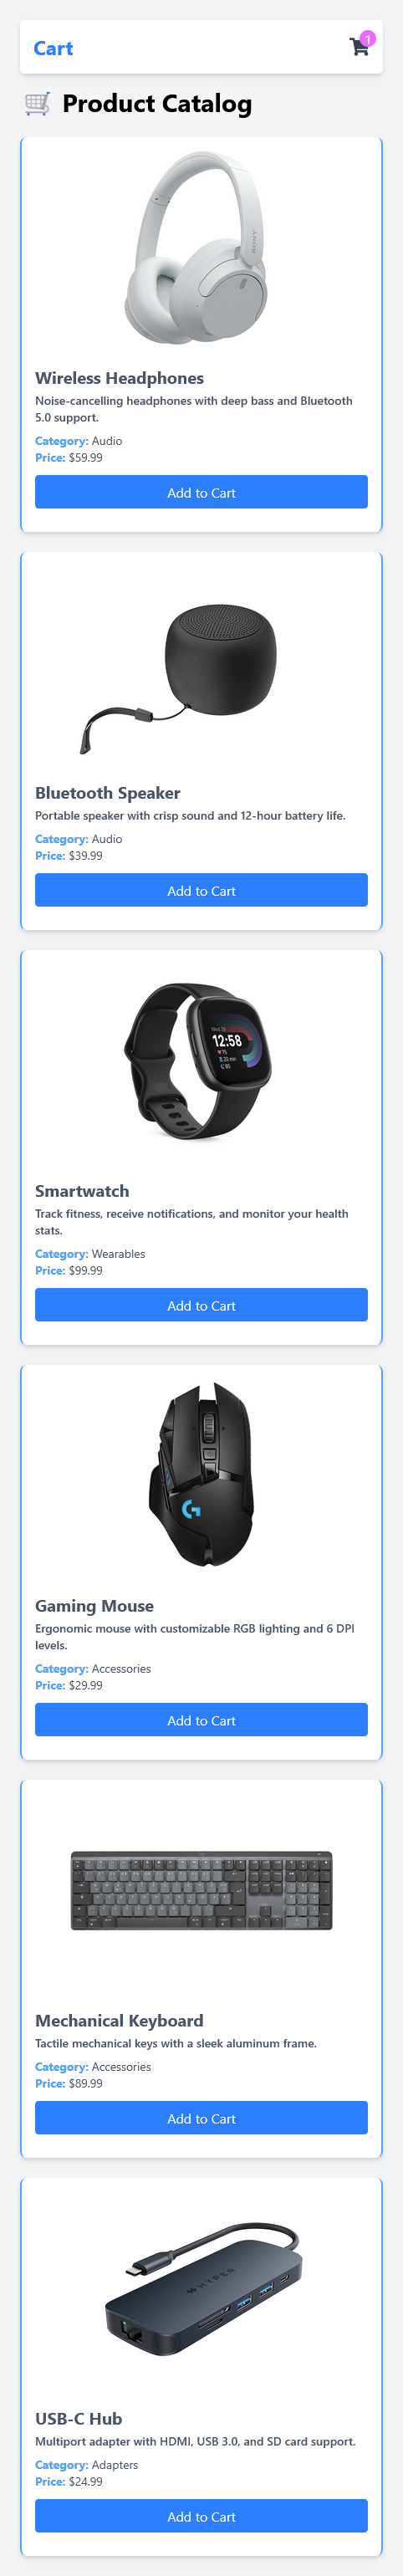 Cart
1
Product Catalog
SONY
Wireless Headphones
Noise-cancelling headphones with deep bass and Bluetooth
5.0 support.
Category: Audio
Price: $59.99
Add to Cart
Bluetooth Speaker
Portable speaker with crisp sound and 12-hour battery life.
Category: Audio
Price: $39.99
Add to Cart
12:58
Smartwatch
Track fitness, receive notifications, and monitor your health
stats.
Category: Wearables
Price: $99.99
Add to Cart
G
Gaming Mouse
Ergonomic mouse with customizable RGB lighting and 6 DPI
levels.
Category: Accessories
Price: $29.99
Add to Cart
Mechanical Keyboard
Tactile mechanical keys with a sleek aluminum frame.
Category: Accessories
Price: $89.99
Add to Cart
HYPER
USB-C Hub
Multiport adapter with HDMI, USB 3.0, and SD card support.
Category: Adapters
Price: $24.99
Add to Cart